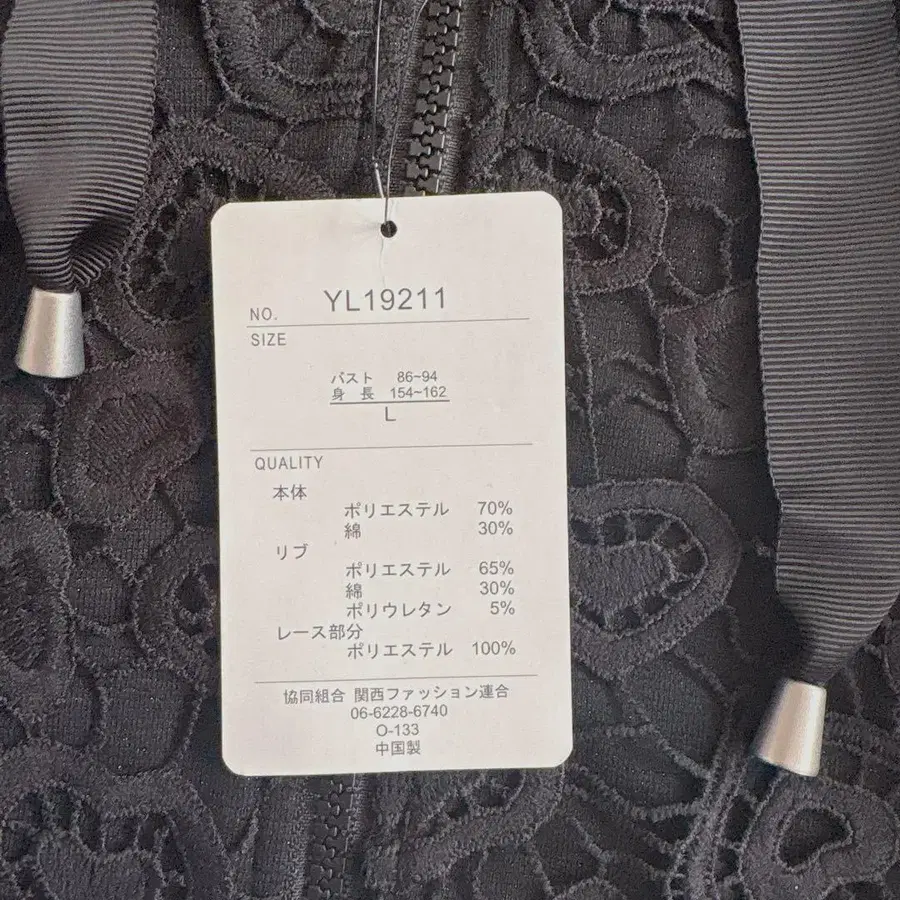 NO. YL19211
SIZE
バスト 86~94
身 長 154~162
L
QUALITY
本体
ポリエステル 70%
綿 30%
リブ
ポリエステル 65%
綿 30%
ポリウレタン 5%
レース部分
ポリエステル 100%
協同組合 関西ファッション連合
06-6228-6740
O-133
中国製